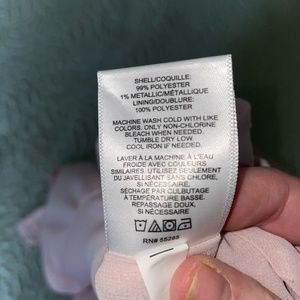 SHELL/COQUILLE:
99% POLYESTER
1% METALLIC/MÉTALLIQUE
LINING/DOUBLURE:
100% POLYESTER
MACHINE WASH COLD WITH LIKE
COLORS. ONLY NON-CHLORINE
BLEACH WHEN NEEDED.
TUMBLE DRY LOW.
COOL IRON IF NEEDED.
LAVER À LA MACHINE À L'EAU
FROIDE AVEC COULEURS
SIMILAIRES. UTILISEZ SEULEMENT
DU JAVELLISANT SANS CHLORE,
SI NÉCESSAIRE.
SÉCHAGE PAR CULBUTAGE
À TEMPÉRATURE BASSE.
REPASSAGE DOUX,
SI NÉCESSAIRE.
RN# 55285